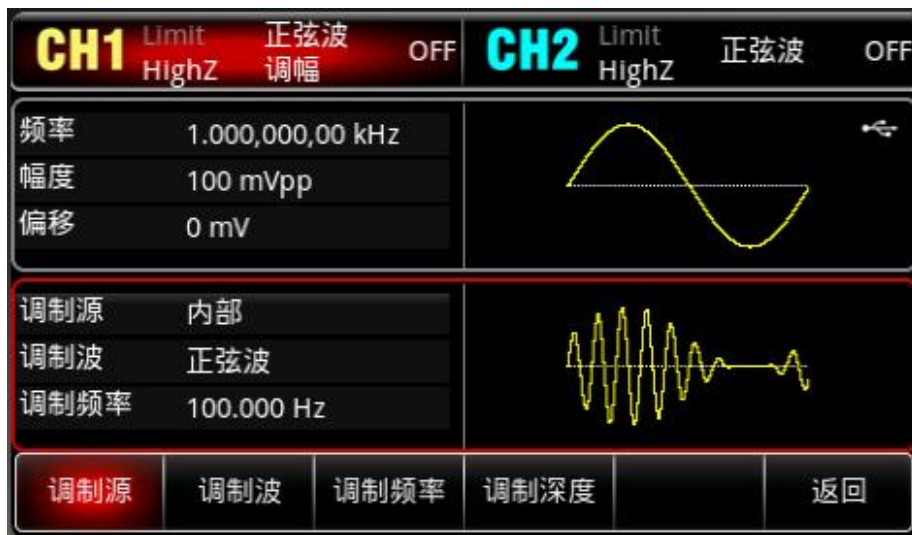 CH1 Limit 正弦波 OFF CH2 Limit 正弦波 OFF
HighZ 调幅 HighZ
频率 1.000,000,00 kHz
幅度 100 mVpp
偏移 0 mV
调制源 内部
调制波 正弦波
调制频率 100.000 Hz
调制源 调制波 调制频率 调制深度 返回